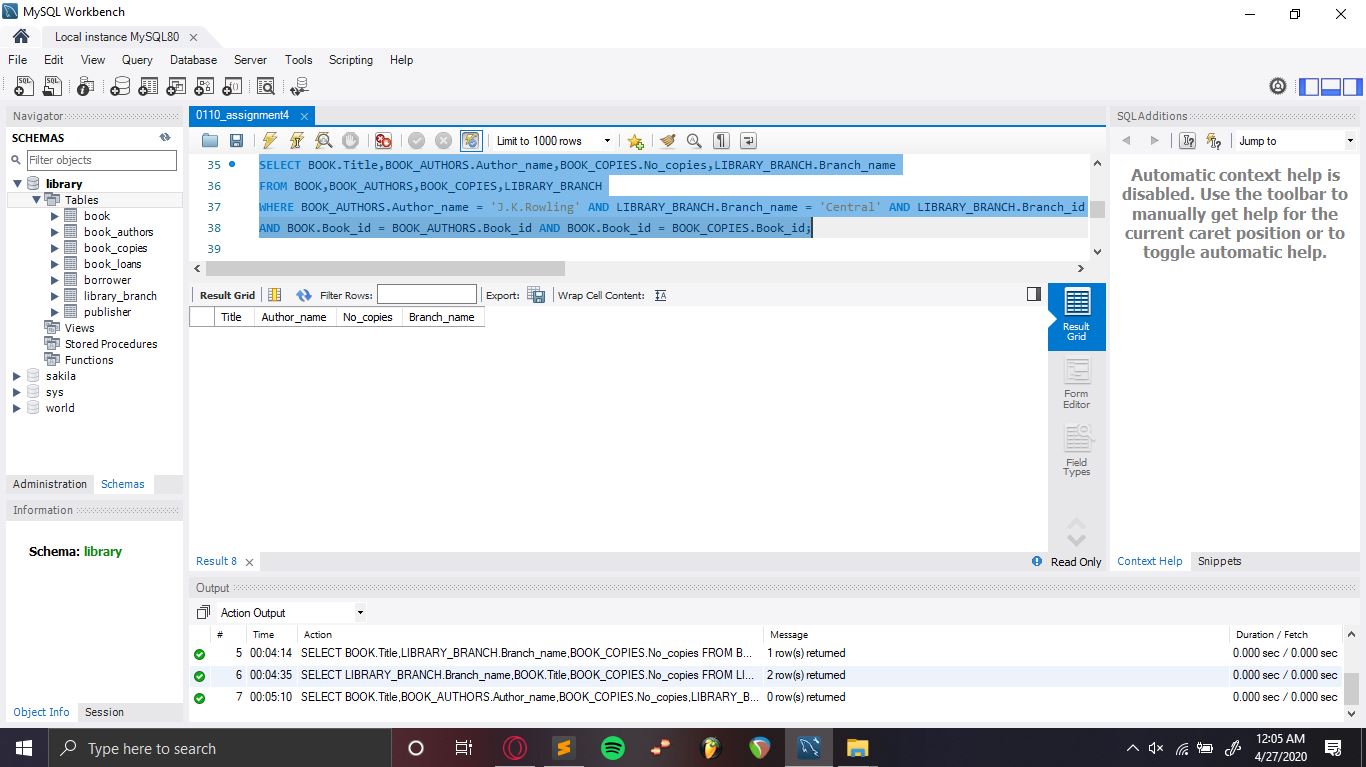 MySQL Workbench
Local instance MySQL80
File Edit View Query Database Server Tools Scripting Help
Navigator
SCHEMAS
Filter objects
library
Tables
book
book_authors
book_copies
book_loans
borrower
library_branch
publisher
Views
Stored Procedures
Functions
sakila
sys
world
Administration Schemas
Information
Schema: library
Object Info Session
0110_assignment4
Limit to 1000 rows
35 SELECT BOOK.Title,BOOK_AUTHORS.Author_name,BOOK_COPIES.No_copies,LIBRARY_BRANCH.Branch_name
36 FROM BOOK,BOOK_AUTHORS,BOOK_COPIES,LIBRARY_BRANCH
37 WHERE BOOK_AUTHORS.Author_name = 'J.K.Rowling' AND LIBRARY_BRANCH.Branch_name = 'Central' AND LIBRARY_BRANCH.Branch_id
38 AND BOOK.Book_id = BOOK_AUTHORS.Book_id AND BOOK.Book_id = BOOK_COPIES.Book_id;
39
Result Grid Filter Rows: Export: Wrap Cell Content: IA
Title Author_name No_copies Branch_name
Result Grid
Form Editor
Field Types
Result 8
Read Only
SQLAdditions
Jump to
Automatic context help is
disabled. Use the toolbar to
manually get help for the
current caret position or to
toggle automatic help.
Context Help Snippets
Output
Action Output
# Time Action Message Duration / Fetch
5 00:04:14 SELECT BOOK.Title,LIBRARY_BRANCH.Branch_name,BOOK_COPIES.No_copies FROM B... 1 row(s) returned 0.000 sec / 0.000 sec
6 00:04:35 SELECT LIBRARY_BRANCH.Branch_name,BOOK.Title,BOOK_COPIES.No_copies FROM LI... 2 row(s) returned 0.000 sec / 0.000 sec
7 00:05:10 SELECT BOOK.Title,BOOK_AUTHORS.Author_name,BOOK_COPIES.No_copies,LIBRARY_B... 0 row(s) returned 0.000 sec / 0.000 sec
Type here to search
12:05 AM
4/27/2020